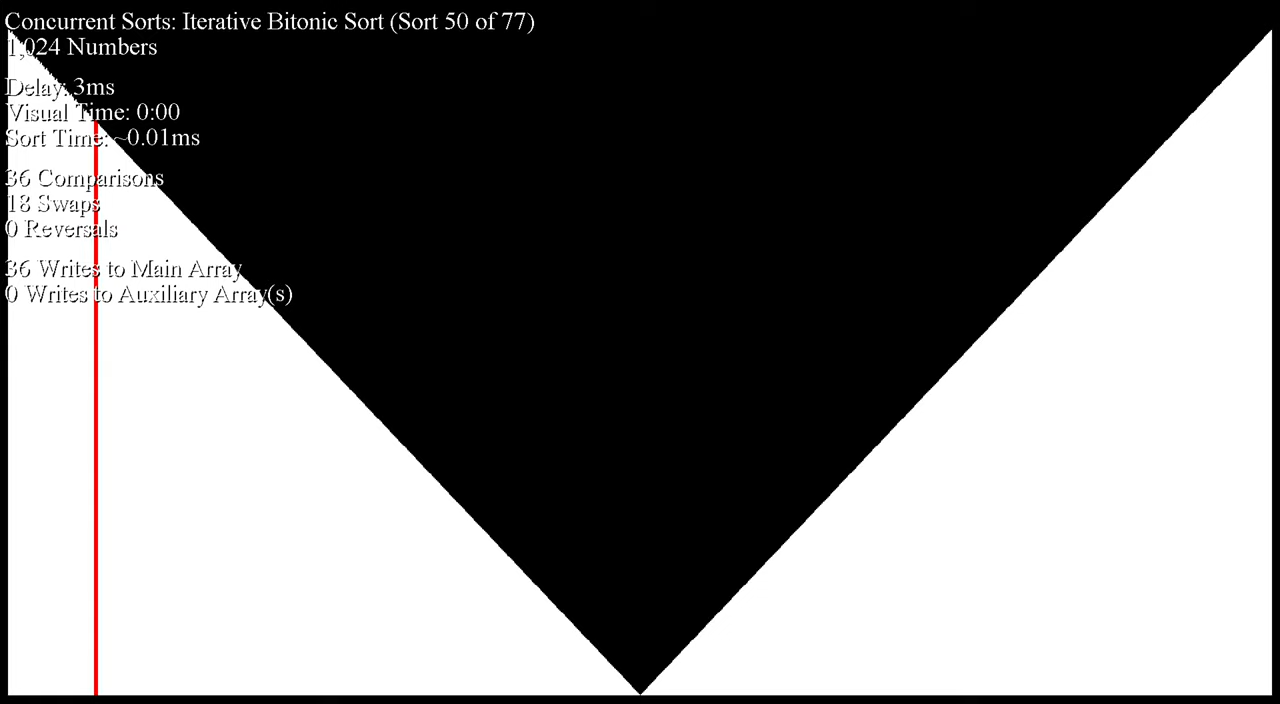 Concurrent Sorts: Iterative Bitonic Sort (Sort 50 of 77)
1,024 Numbers
Delay: 3ms
Visual Time: 0:00
Sort Time: ~0.01ms
36 Comparisons
18 Swaps
0 Reversals
36 Writes to Main Array
0 Writes to Auxiliary Array(s)